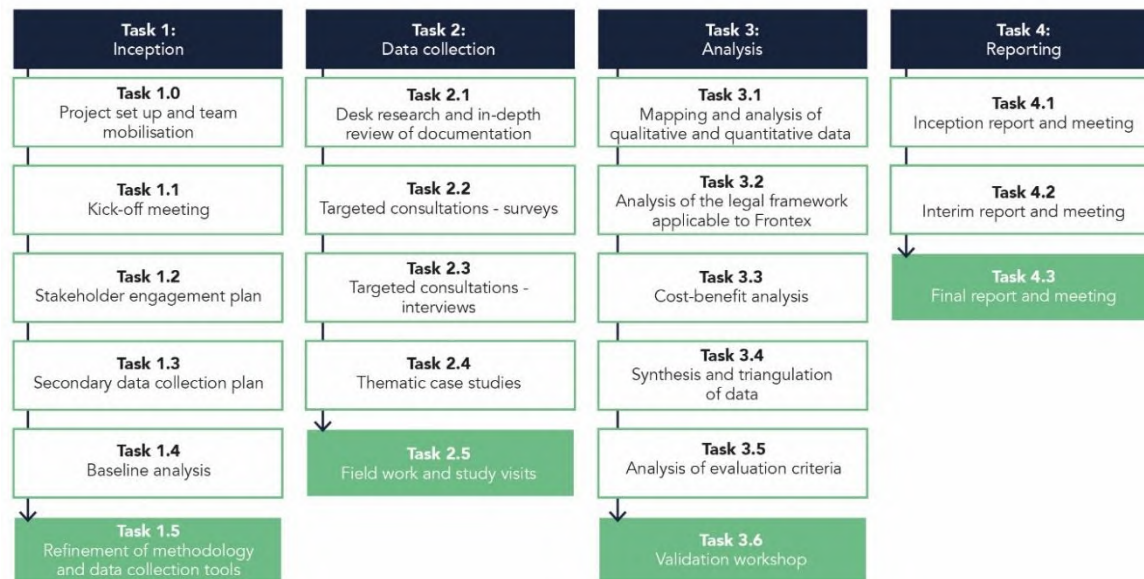 Task 1:
Inception
Task 1.0
Project set up and team
mobilisation
Task 1.1
Kick-off meeting
Task 1.2
Stakeholder engagement plan
Task 1.3
Secondary data collection plan
Task 1.4
Baseline analysis
Task 1.5
Refinement of methodology
and data collection tools
Task 2:
Data collection
Task 2.1
Desk research and in-depth
review of documentation
Task 2.2
Targeted consultations - surveys
Task 2.3
Targeted consultations -
interviews
Task 2.4
Thematic case studies
Task 2.5
Field work and study visits
Task 3:
Analysis
Task 3.1
Mapping and analysis of
qualitative and quantitative data
Task 3.2
Analysis of the legal framework
applicable to Frontex
Task 3.3
Cost-benefit analysis
Task 3.4
Synthesis and triangulation
of data
Task 3.5
Analysis of evaluation criteria
Task 3.6
Validation workshop
Task 4:
Reporting
Task 4.1
Inception report and meeting
Task 4.2
Interim report and meeting
Task 4.3
Final report and meeting